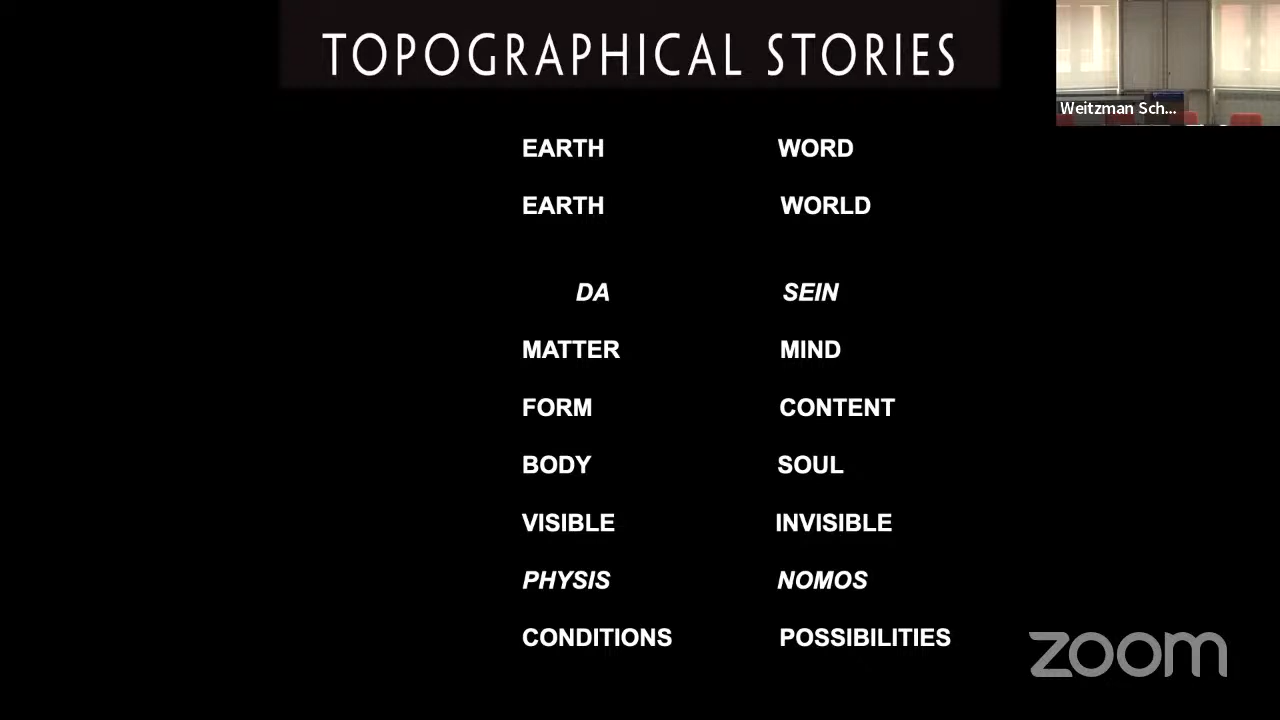 TOPOGRAPHICAL STORIES
Weitzman Sch...
EARTH WORD
EARTH WORLD
DA SEIN
MATTER MIND
FORM CONTENT
BODY SOUL
VISIBLE INVISIBLE
PHYSIS NOMOS
CONDITIONS POSSIBILITIES
zoom